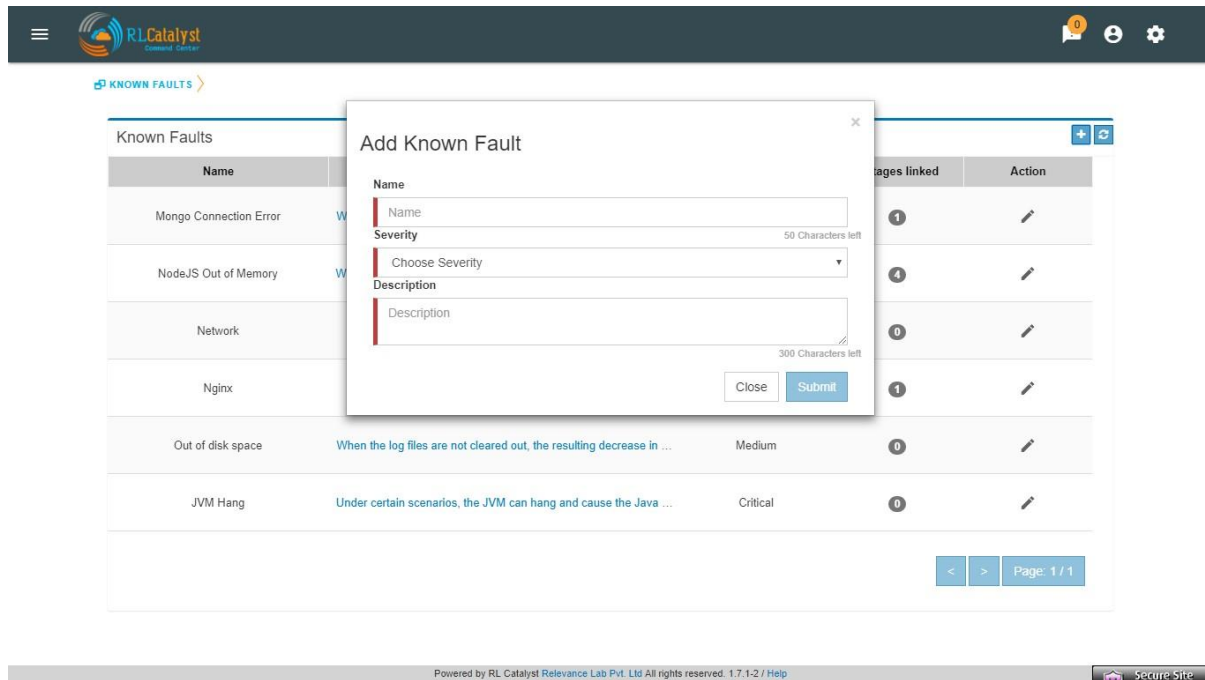 RLCatalyst
Command Center
0
KNOWN FAULTS
Known Faults
Name
ages linked
Action
Mongo Connection Error
W
1
NodeJS Out of Memory
W
4
Network
0
Nginx
1
Out of disk space
When the log files are not cleared out, the resulting decrease in ...
Medium
0
JVM Hang
Under certain scenarios, the JVM can hang and cause the Java ...
Critical
0
< > Page: 1 / 1
×
Add Known Fault
Name
Name
50 Characters left
Severity
Choose Severity
Description
Description
300 Characters left
Close
Submit
Powered by RL Catalyst Relevance Lab Pvt. Ltd All rights reserved. 1.7.1-2 / Help
Secure Site